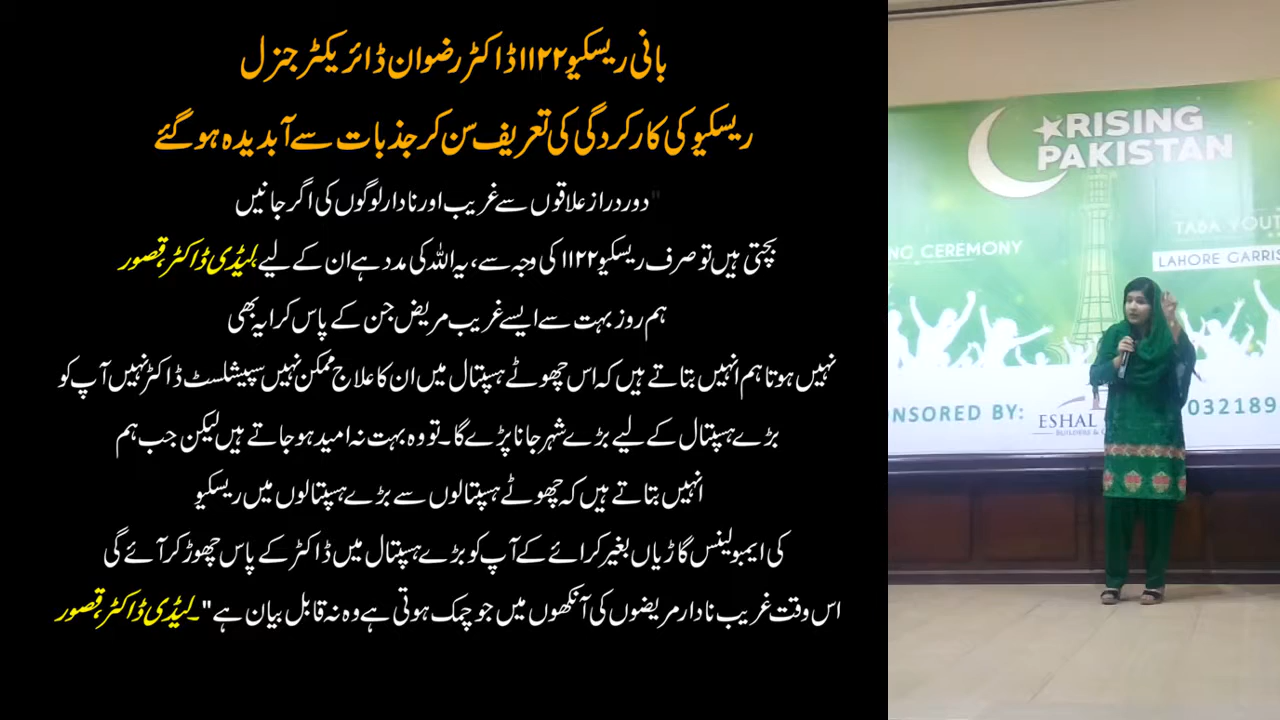 بانی ریسکیو ۱۱۲۲ ڈاکٹر رضوان ڈائریکٹر جنرل
ریسکیو کی کارکردگی کی تعریف سن کر جذبات سے آبدیدہ ہو گئے
"دور دراز علاقوں سے غریب اور نادار لوگوں کی اگر جانیں
بچتی ہیں تو صرف ریسکیو ۱۱۲۲ کی وجہ سے، یہ اللہ کی مدد ہے ان کے لیے لیڈی ڈاکٹر، قصور
ہم روز بہت سے ایسے غریب مریض جن کے پاس کرایہ بھی
نہیں ہوتا ہم انہیں بتاتے ہیں کہ اس چھوٹے ہسپتال میں ان کا علاج ممکن نہیں سپیشلسٹ ڈاکٹر نہیں آپ کو
بڑے ہسپتال کے لیے بڑے شہر جانا پڑے گا۔ تو وہ بہت نہ امید ہو جاتے ہیں لیکن جب ہم
انہیں بتاتے ہیں کہ چھوٹے ہسپتالوں سے بڑے ہسپتالوں میں ریسکیو
کی ایمبولینس گاڑیاں بغیر کرائے کے آپ کو بڑے ہسپتال میں ڈاکٹر کے پاس چھوڑ کر آئے گی
اس وقت غریب نادار مریضوں کی آنکھوں میں جو چمک ہوتی ہے وہ نہ قابل بیان ہے"۔ لیڈی ڈاکٹر، قصور
RISING
PAKISTAN
TABA YOUT
NG CEREMONY
LAHORE GARRIS
NSORED BY:
ESHAL
032189